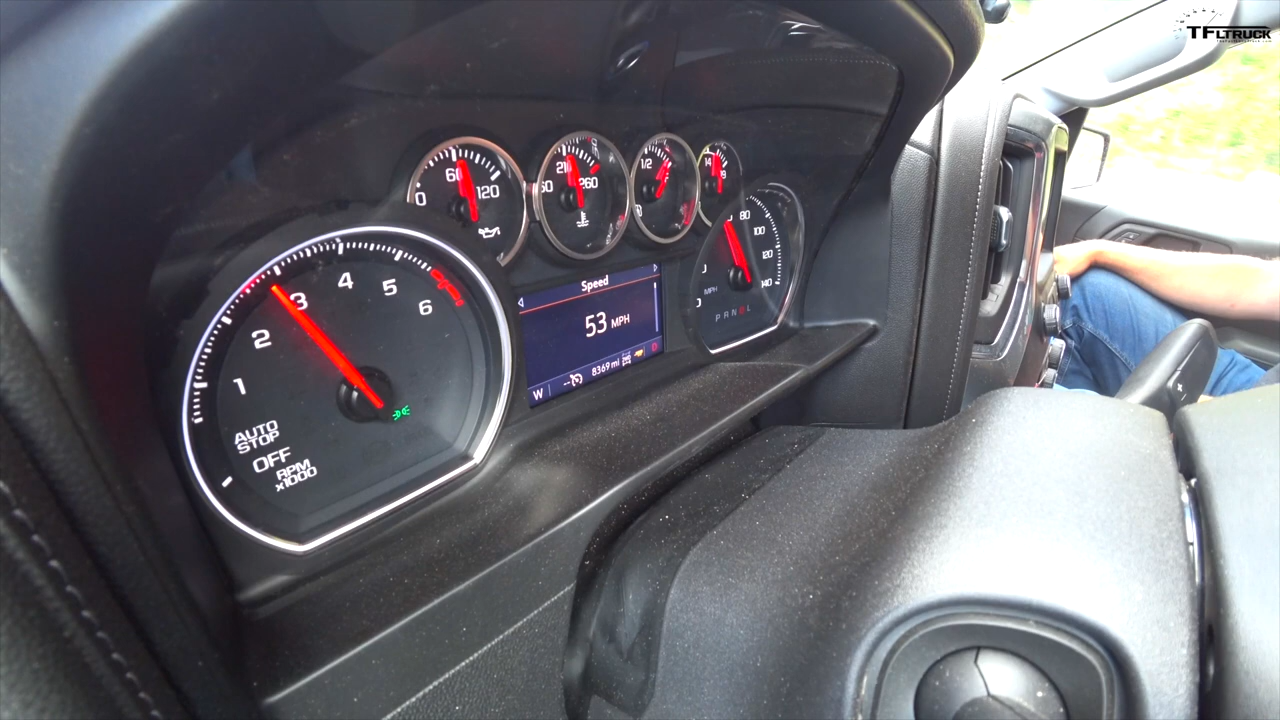 TFLTRUCK
0 60 120
210 260
1/2
14 19
1 2 3 4 5 6
AUTO
STOP
OFF
RPM
x1000
Speed
53 MPH
8369 mi
W
80
100
120
140
MPH
P R N D L